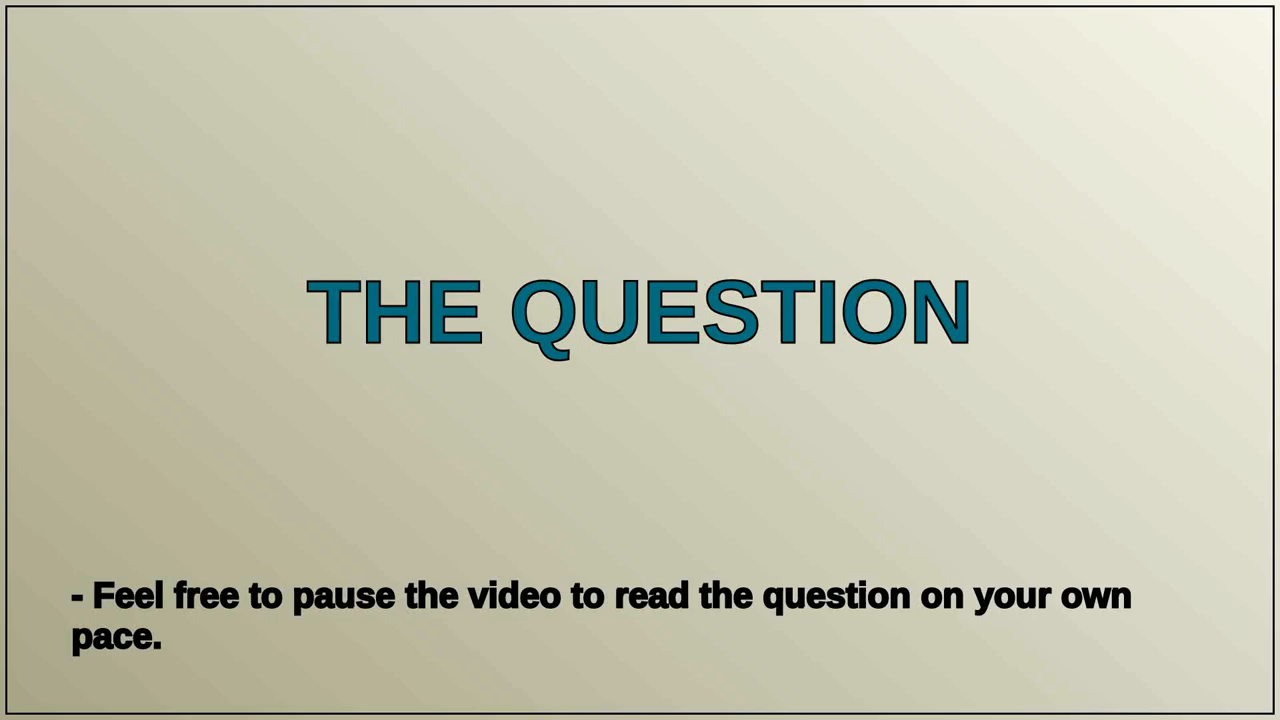 THE QUESTION
- Feel free to pause the video to read the question on your own
pace.